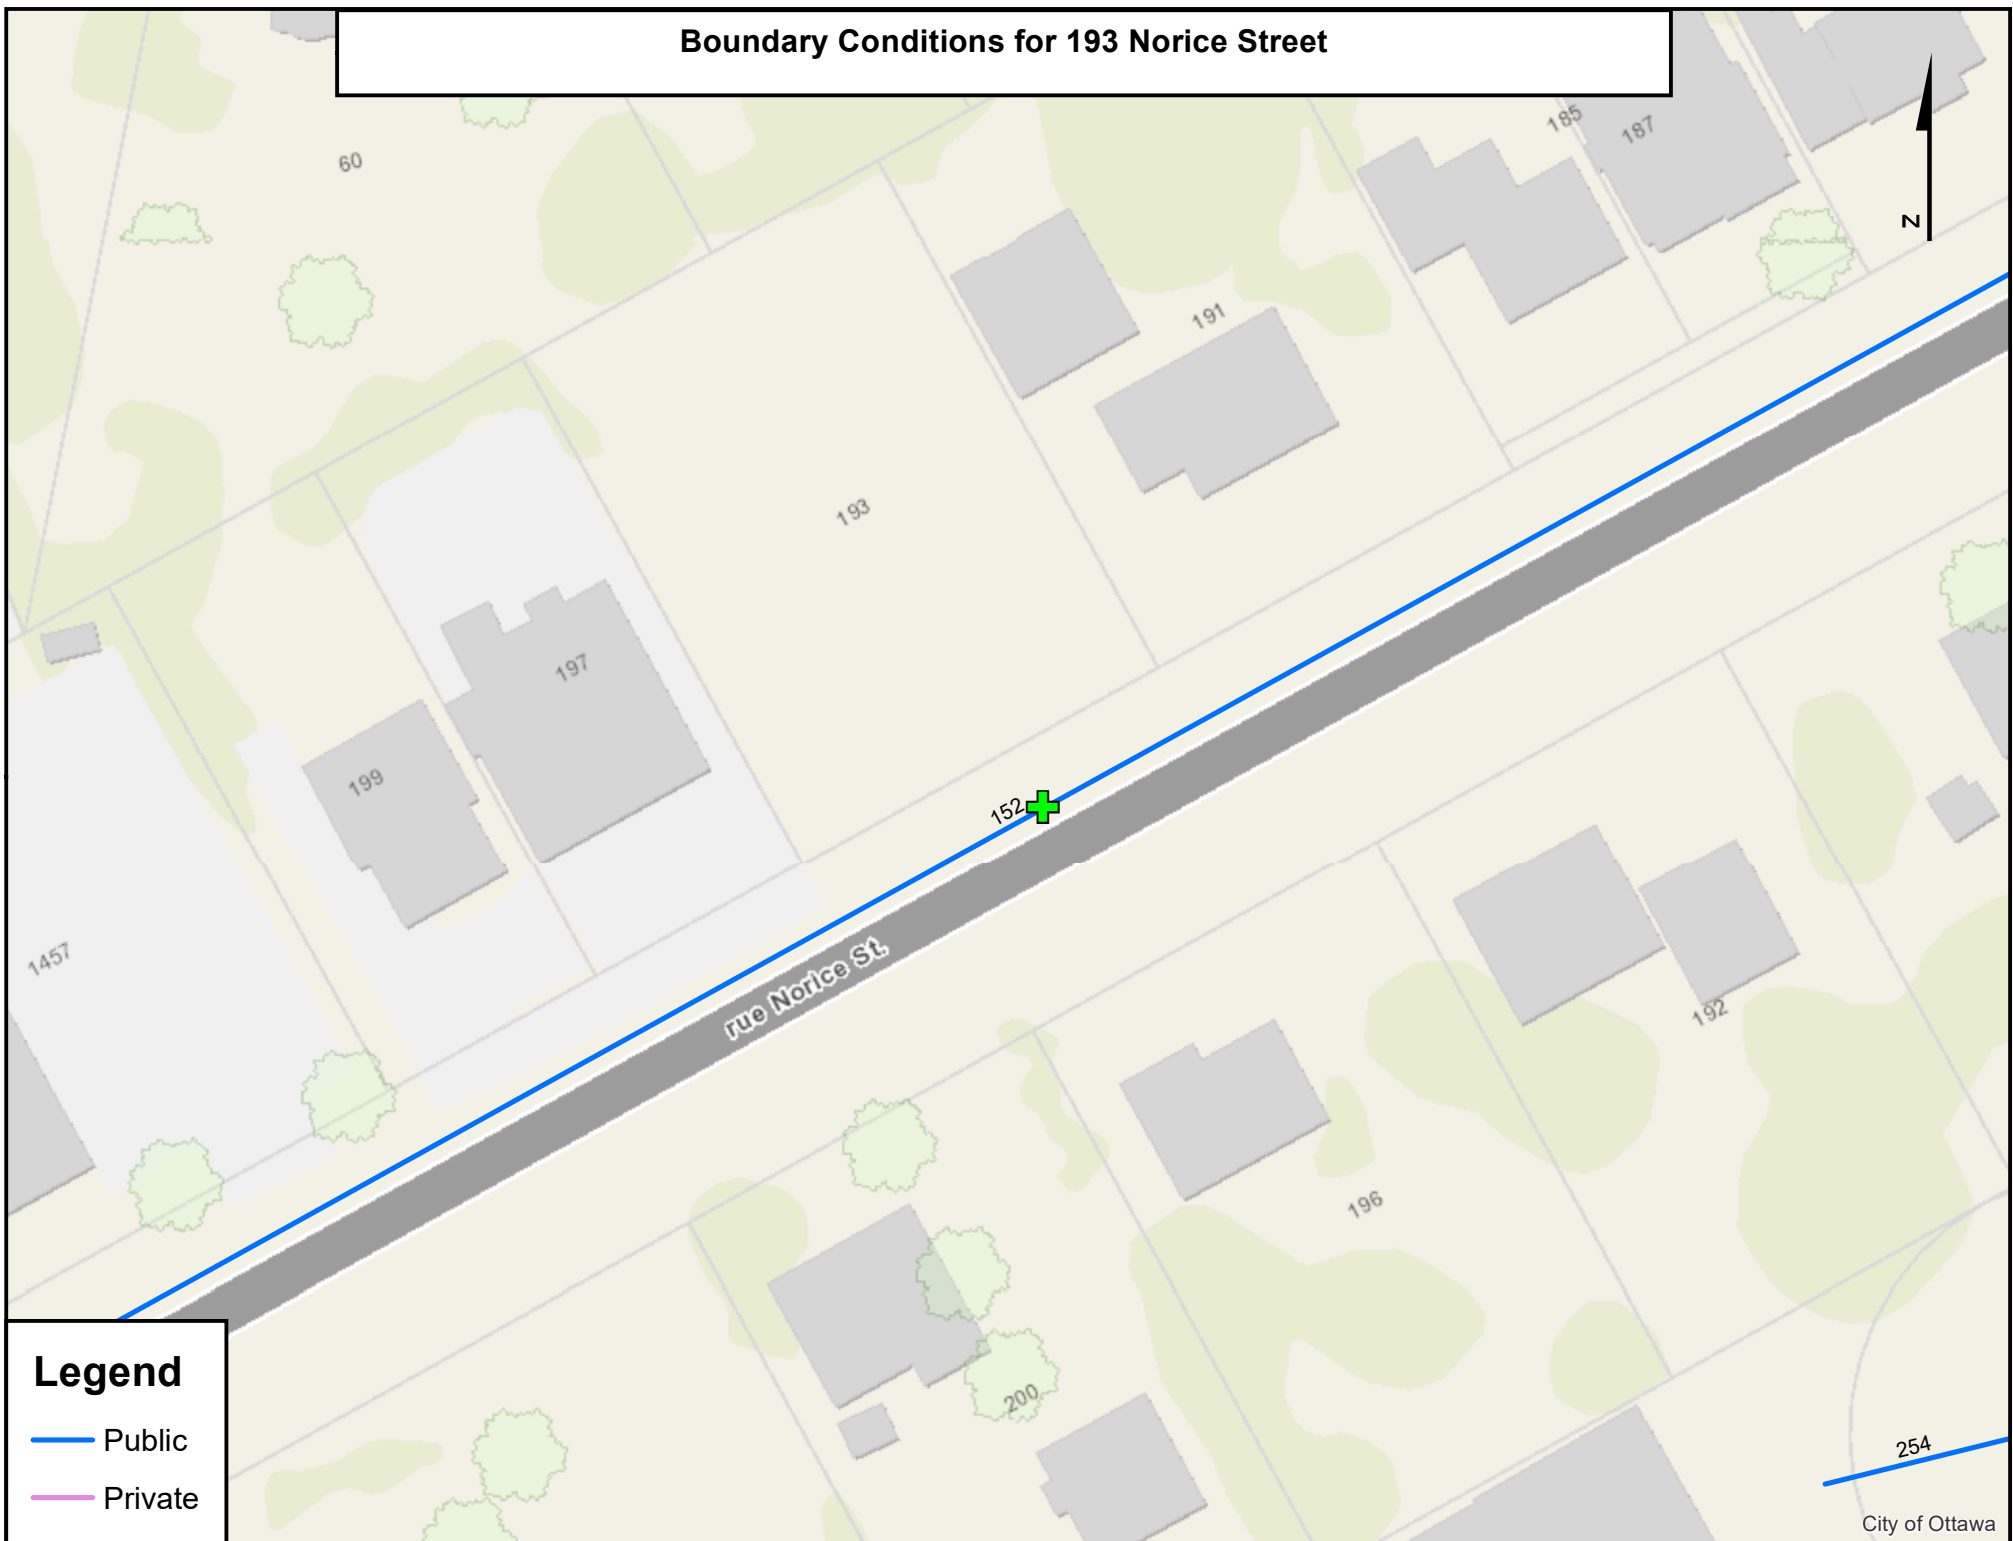 Boundary Conditions for 193 Norice Street
60
185
187
N
191
193
197
199
152
1457
rue Norice St.
192
196
200
254
Legend
Public
Private
City of Ottawa